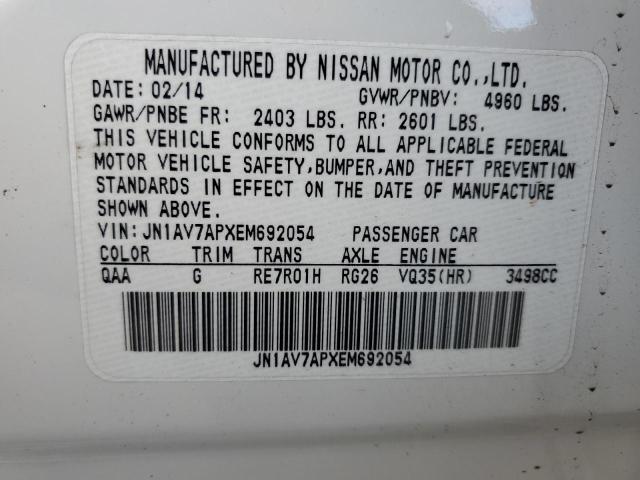 MANUFACTURED BY NISSAN MOTOR CO.,LTD.
DATE: 02/14 GVWR/PNBV: 4960 LBS.
GAWR/PNBE FR: 2403 LBS. RR: 2601 LBS.
THIS VEHICLE CONFORMS TO ALL APPLICABLE FEDERAL
MOTOR VEHICLE SAFETY,BUMPER,AND THEFT PREVENTION
STANDARDS IN EFFECT ON THE DATE OF MANUFACTURE
SHOWN ABOVE.
VIN:JN1AV7APXEM692054 PASSENGER CAR
COLOR TRIM TRANS AXLE ENGINE
QAA G RE7R01H RG26 VQ35(HR) 3498CC
JN1AV7APXEM692054